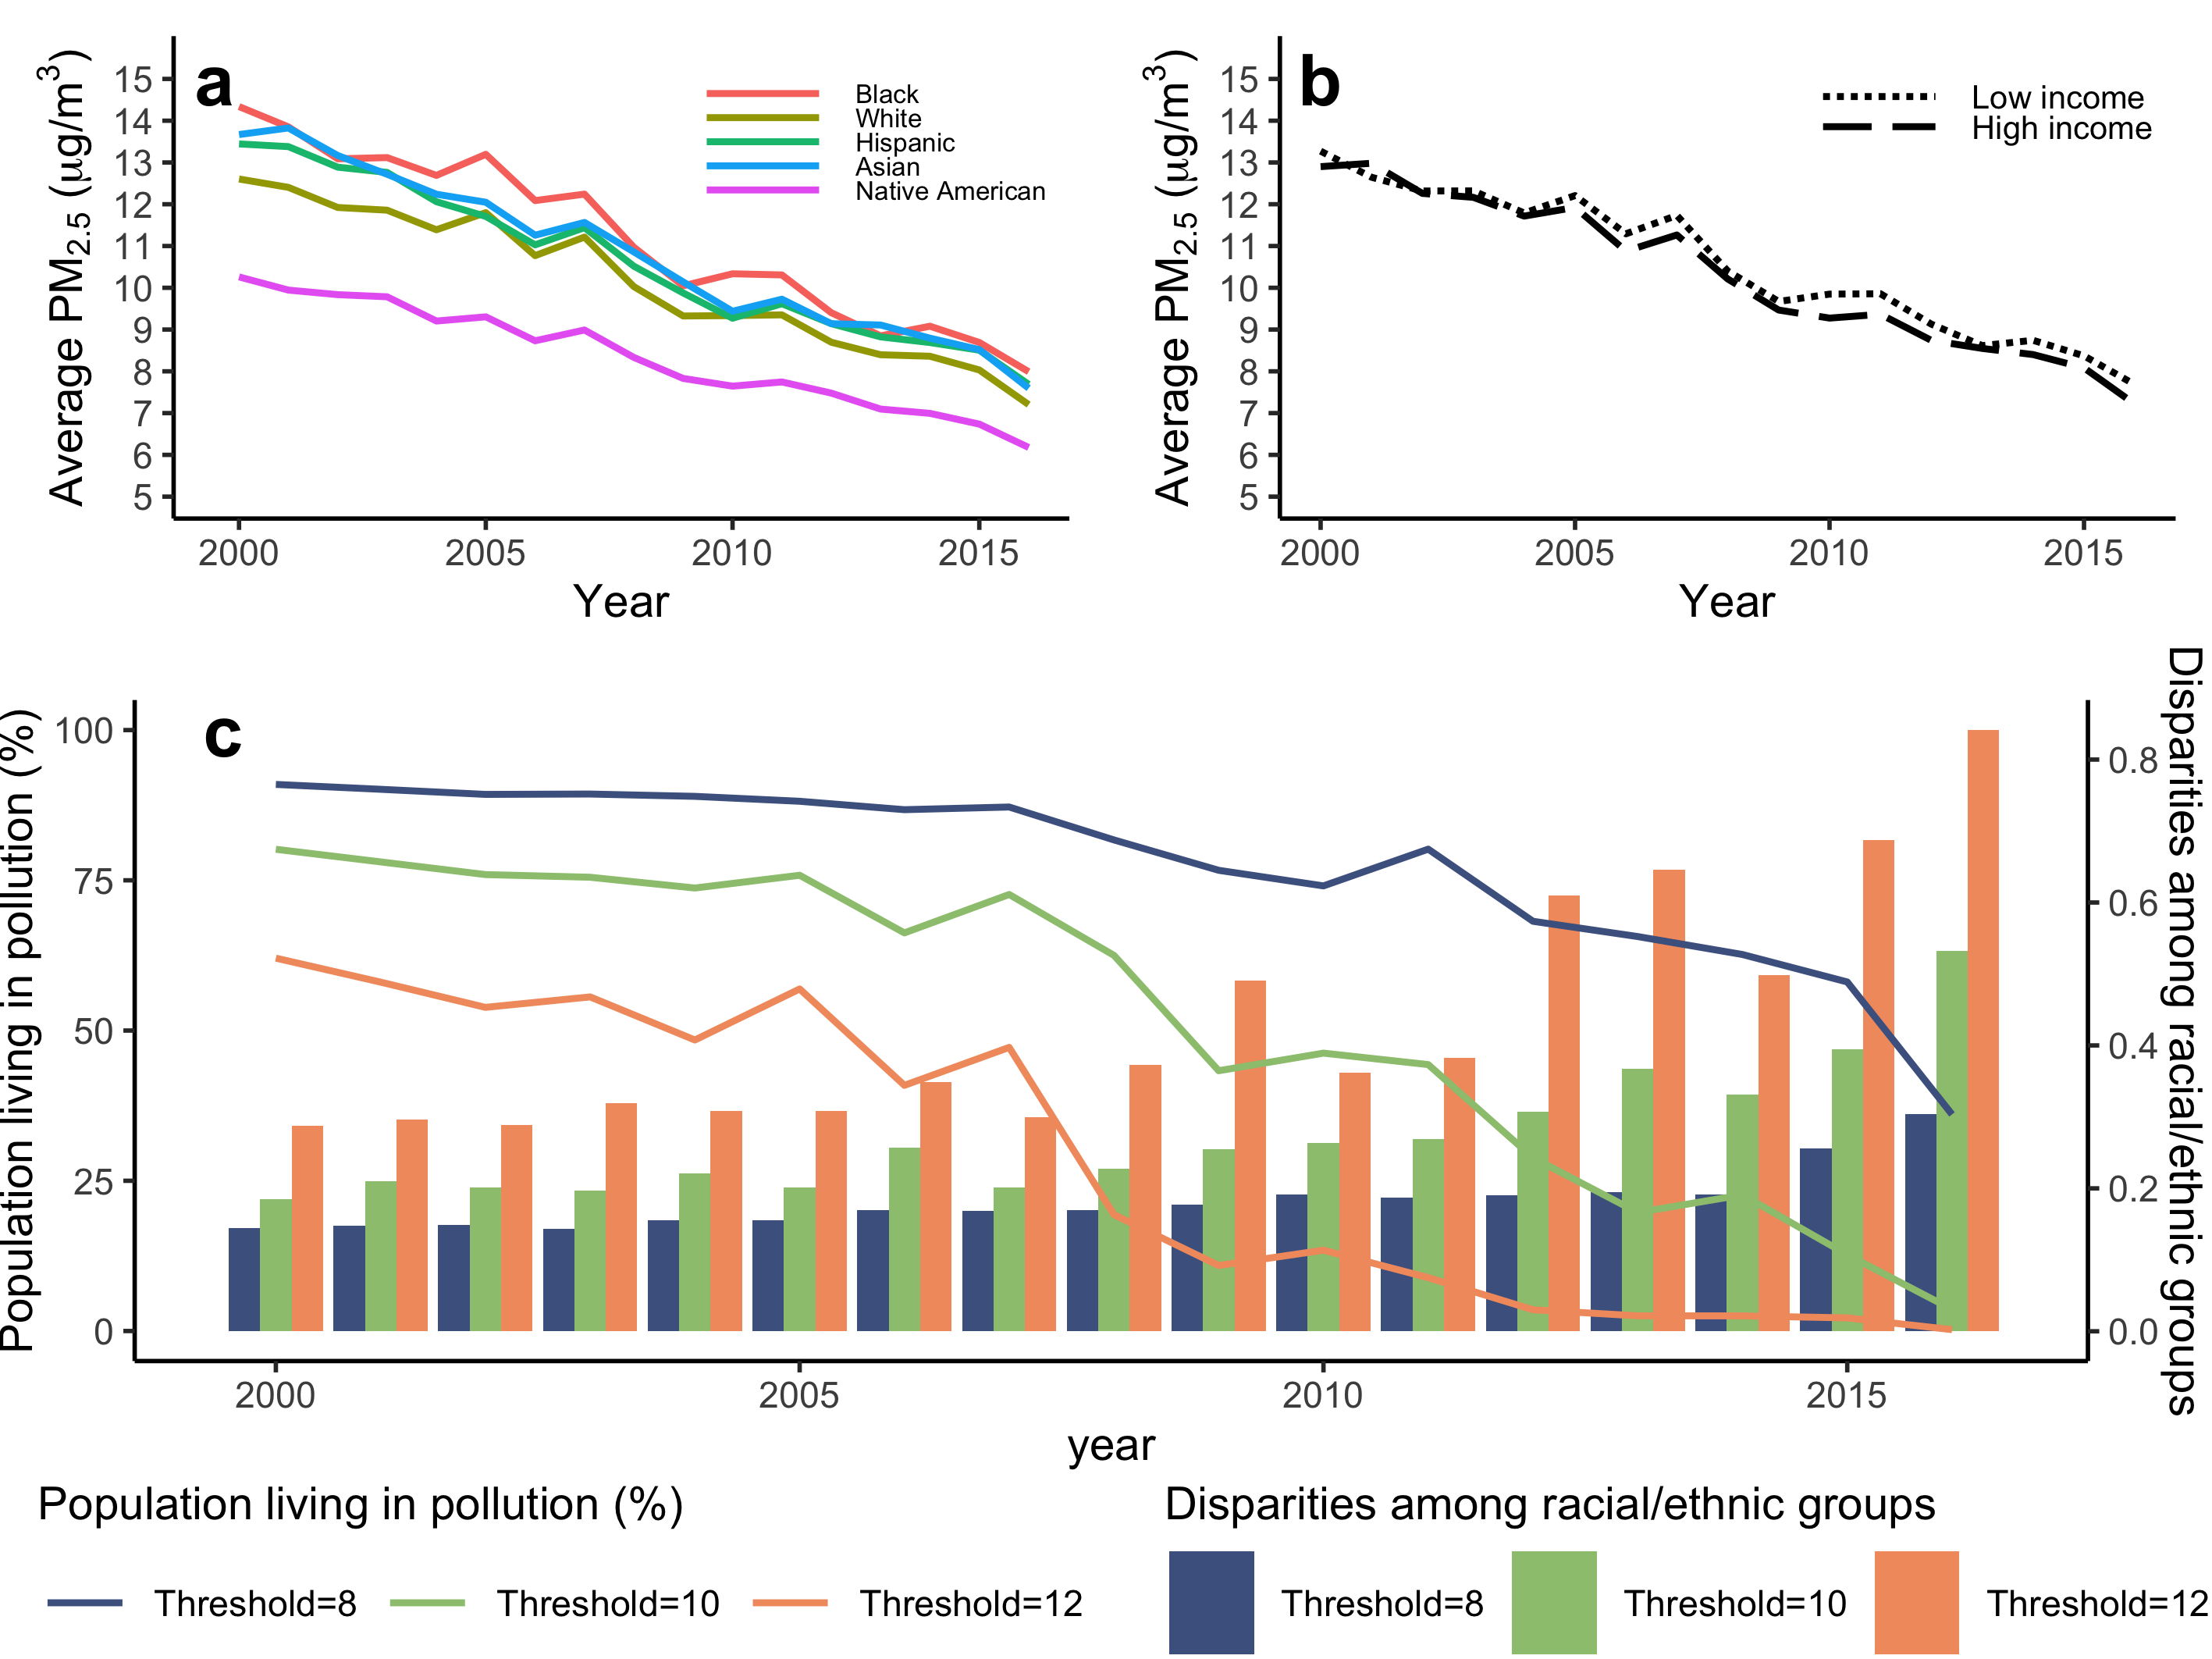 a
Average PM2.5 (μg/m3)
15
14
13
12
11
10
9
8
7
6
5
Black
White
Hispanic
Asian
Native American
2000 2005 2010 2015
Year
b
Average PM2.5 (μg/m3)
15
14
13
12
11
10
9
8
7
6
5
Low income
High income
2000 2005 2010 2015
Year
c
Population living in pollution (%)
100
75
50
25
0
Disparities among racial/ethnic groups
0.8
0.6
0.4
0.2
0.0
2000 2005 2010 2015
year
Population living in pollution (%)
Threshold=8 Threshold=10 Threshold=12
Disparities among racial/ethnic groups
Threshold=8 Threshold=10 Threshold=12